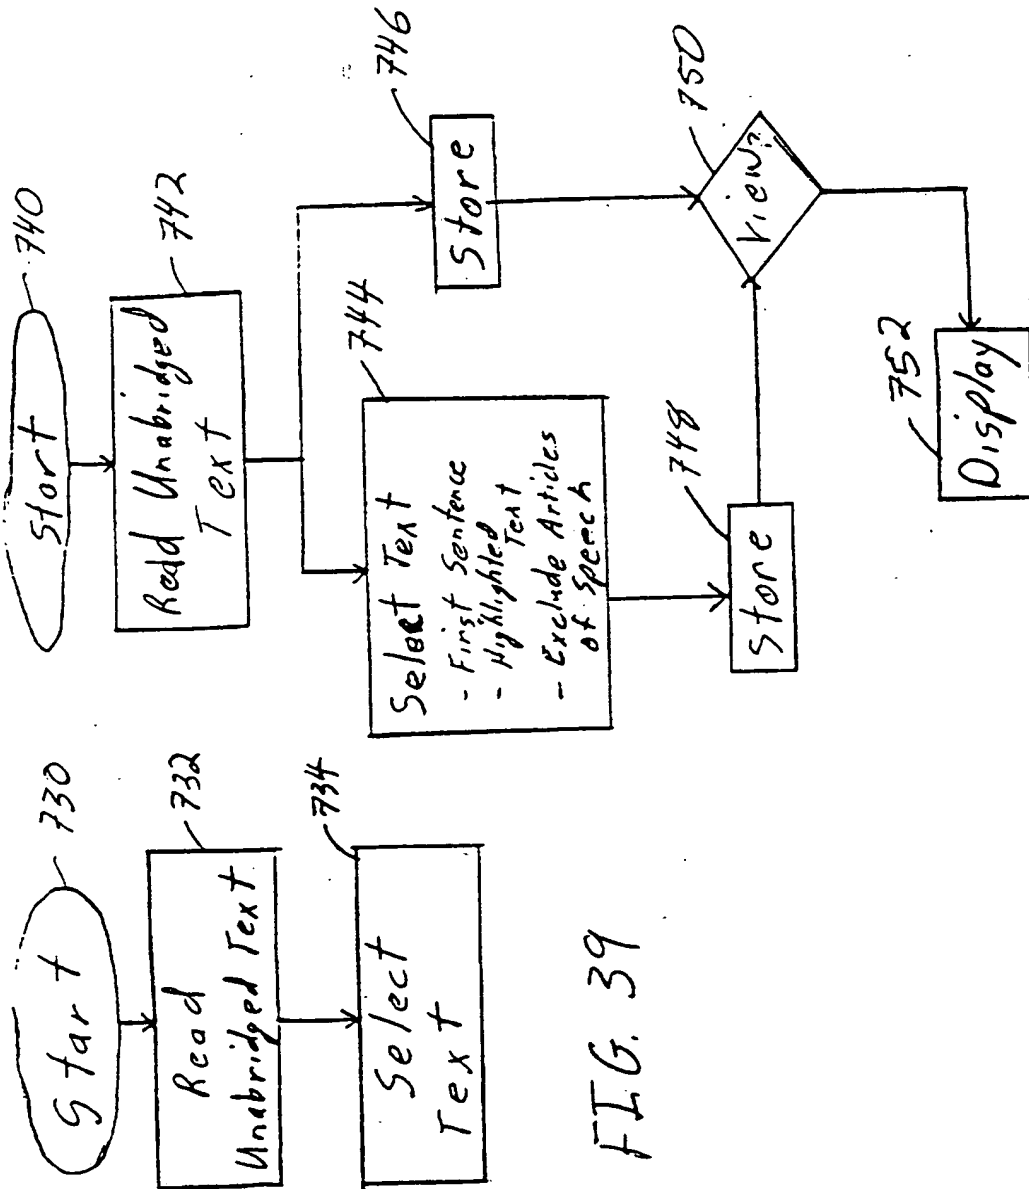 Start
730
Read
Unabridged Text
732
Select
Text
734
FIG. 39
Start
740
Read Unabridged
Text
742
Select Text
- First Sentence
- Highlighted
Text
- Exclude Articles
of Speech
744
Store
746
Store
748
View?
750
Display
752